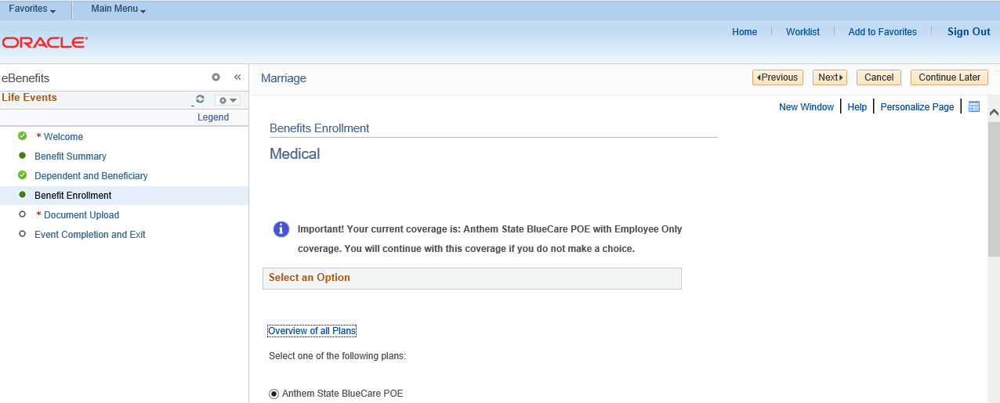 Favorites
Main Menu
ORACLE
Home
Worklist
Add to Favorites
Sign Out
eBenefits
Life Events
Legend
* Welcome
Benefit Summary
Dependent and Beneficiary
Benefit Enrollment
* Document Upload
Event Completion and Exit
Marriage
Previous
Next
Cancel
Continue Later
New Window
Help
Personalize Page
Benefits Enrollment
Medical
Important! Your current coverage is: Anthem State BlueCare POE with Employee Only
coverage. You will continue with this coverage if you do not make a choice.
Select an Option
Overview of all Plans
Select one of the following plans:
Anthem State BlueCare POE